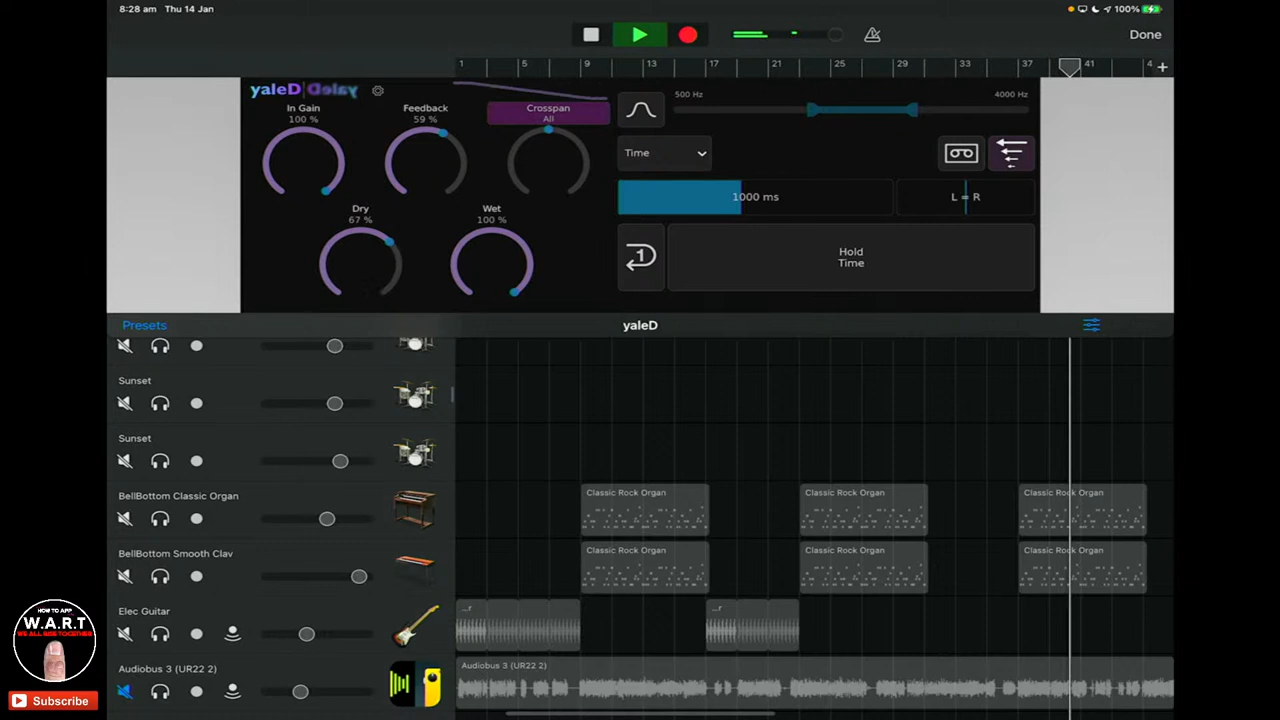 8:28 am Thu 14 Jan
100%
Done
1 5 9 13 17 21 25 29 33 37 41 4
yaleD yaleD
500 Hz 4000 Hz
In Gain Feedback Crosspan
100 % 59 % All
Time
1000 ms L = R
Dry Wet
67 % 100 %
1
Hold
Time
Presets yaleD
Sunset
Sunset
BellBottom Classic Organ
Classic Rock Organ Classic Rock Organ Classic Rock Organ
BellBottom Smooth Clav
Classic Rock Organ Classic Rock Organ Classic Rock Organ
Elec Guitar
...r ...r
Audiobus 3 (UR22 2)
Audiobus 3 (UR22 2)
HOW TO APP
W.A.R.T
WE ALL RISE TOGETHER
Subscribe